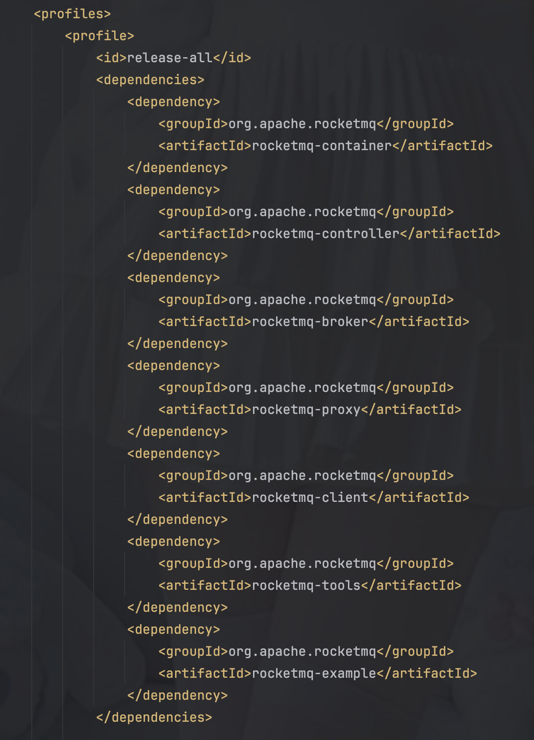 <profiles>
<profile>
<id>release-all</id>
<dependencies>
<dependency>
<groupId>org.apache.rocketmq</groupId>
<artifactId>rocketmq-container</artifactId>
</dependency>
<dependency>
<groupId>org.apache.rocketmq</groupId>
<artifactId>rocketmq-controller</artifactId>
</dependency>
<dependency>
<groupId>org.apache.rocketmq</groupId>
<artifactId>rocketmq-broker</artifactId>
</dependency>
<dependency>
<groupId>org.apache.rocketmq</groupId>
<artifactId>rocketmq-proxy</artifactId>
</dependency>
<dependency>
<groupId>org.apache.rocketmq</groupId>
<artifactId>rocketmq-client</artifactId>
</dependency>
<dependency>
<groupId>org.apache.rocketmq</groupId>
<artifactId>rocketmq-tools</artifactId>
</dependency>
<dependency>
<groupId>org.apache.rocketmq</groupId>
<artifactId>rocketmq-example</artifactId>
</dependency>
</dependencies>